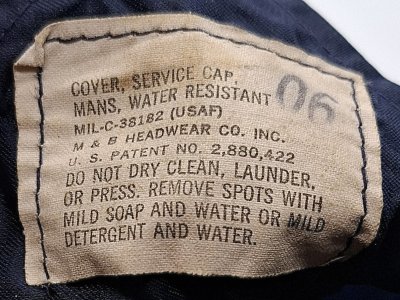 COVER, SERVICE CAP,
MANS, WATER RESISTANT
MIL-C-38182 (USAF)
M & B HEADWEAR CO. INC.
U. S. PATENT NO. 2,880,422
DO NOT DRY CLEAN, LAUNDER,
OR PRESS. REMOVE SPOTS WITH
MILD SOAP AND WATER OR MILD
DETERGENT AND WATER.
06